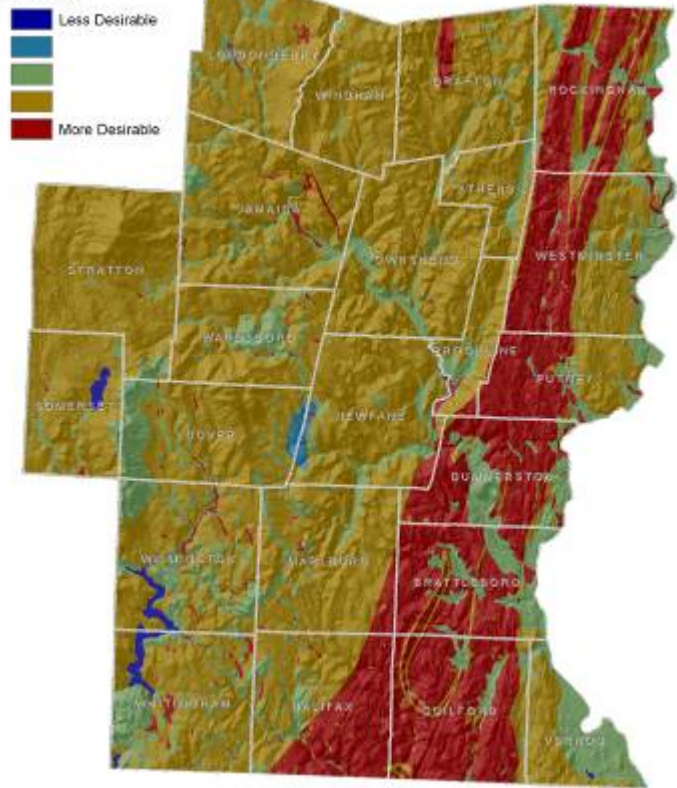 Less Desirable
More Desirable
LONDONDERRY
WINDHAM
GRAFTON
ROCKINGHAM
ATHENS
JAMAICA
TOWNSHEND
WESTMINSTER
STRATTON
WARDSBORO
BROOKLINE
PUTNEY
SOMERSET
DOVER
NEWFANE
DUMMERSTON
WILMINGTON
MARLBORO
BRATTLEBORO
WHITINGHAM
HALIFAX
GUILFORD
VERNON